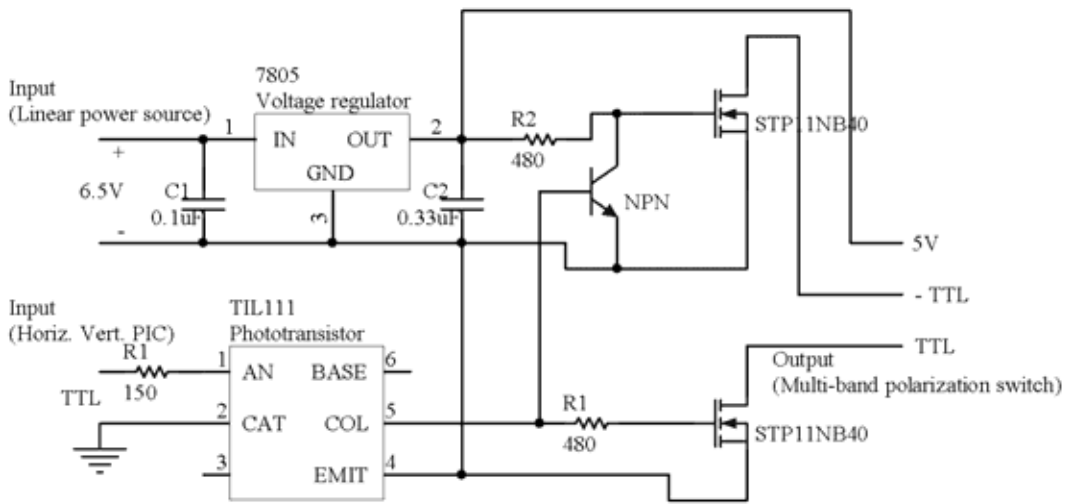 Input
(Linear power source)
+
6.5V
-
7805
Voltage regulator
1
IN
OUT
2
GND
3
C1
0.1uF
C2
0.33uF
R2
480
NPN
STP11NB40
5V
- TTL
TTL
Output
(Multi-band polarization switch)
Input
(Horiz. Vert. PIC)
R1
150
TTL
TIL111
Phototransistor
1
AN
BASE
6
2
CAT
COL
5
3
EMIT
4
R1
480
STP11NB40